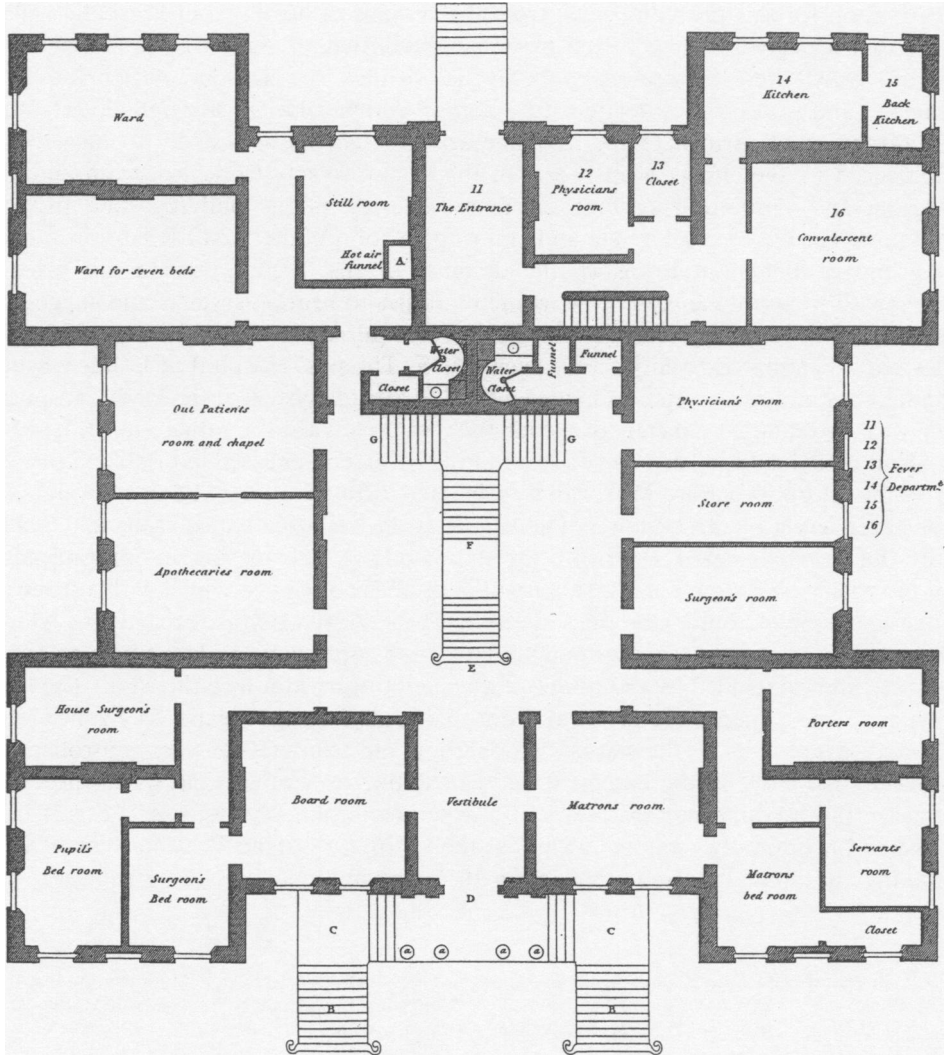 Ward
Ward for seven beds
Still room
Hot air
funnel
A
11
The Entrance
12
Physicians
room
13
Closet
14
Kitchen
15
Back
Kitchen
16
Convalescent
room
Water
Closet
Closet
Water
Closet
Funnel
Funnel
Out Patients
room and chapel
G
G
F
E
Physician's room
Store room
Surgeon's room
11
12
13
14
15
16
Fever
Departmt.
Apothecaries room
House Surgeon's
room
Board room
Vestibule
Matrons room
Porters room
Pupil's
Bed room
Surgeon's
Bed room
Matrons
bed room
Servants
room
Closet
C
D
C
a
a
a
a
B
B